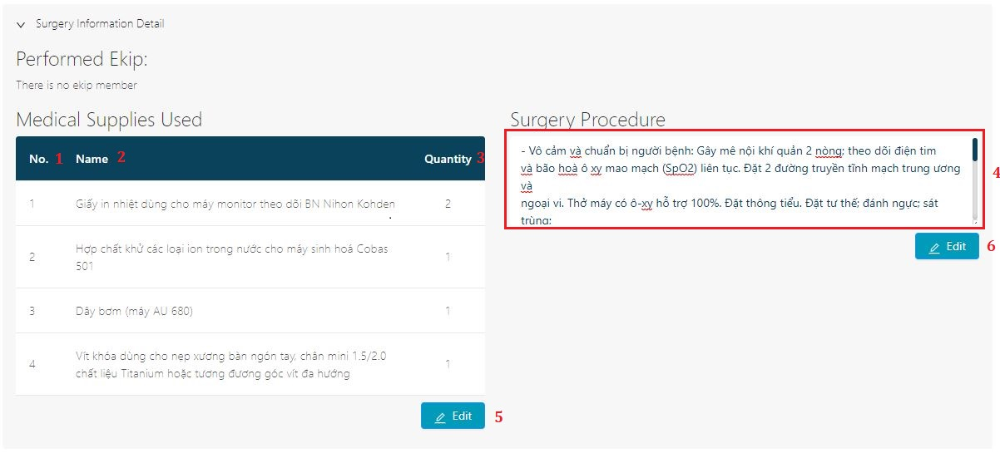 Surgery Information Detail
Performed Ekip:
There is no ekip member
Medical Supplies Used
No. 1 Name 2 Quantity 3
1 Giấy in nhiệt dùng cho máy monitor theo dõi BN Nihon Kohden 2
2 Hợp chất khử các loại ion trong nước cho máy sinh hoá Cobas
501 1
3 Dây bơm (máy AU 680) 1
4 Vít khóa dùng cho nẹp xương bàn ngón tay, chân mini 1.5/2.0
chất liệu Titanium hoặc tương đương góc vít đa hướng 1
Edit 5
Surgery Procedure
- Vô cảm và chuẩn bị người bệnh: Gây mê nội khí quản 2 nòng; theo dõi điện tim
và bão hoà ô xy mao mạch (SpO2) liên tục. Đặt 2 đường truyền tĩnh mạch trung ương
và
ngoại vi. Thở máy có ô-xy hỗ trợ 100%. Đặt thông tiểu. Đặt tư thế; đánh ngực; sát
trùng;
4
Edit 6